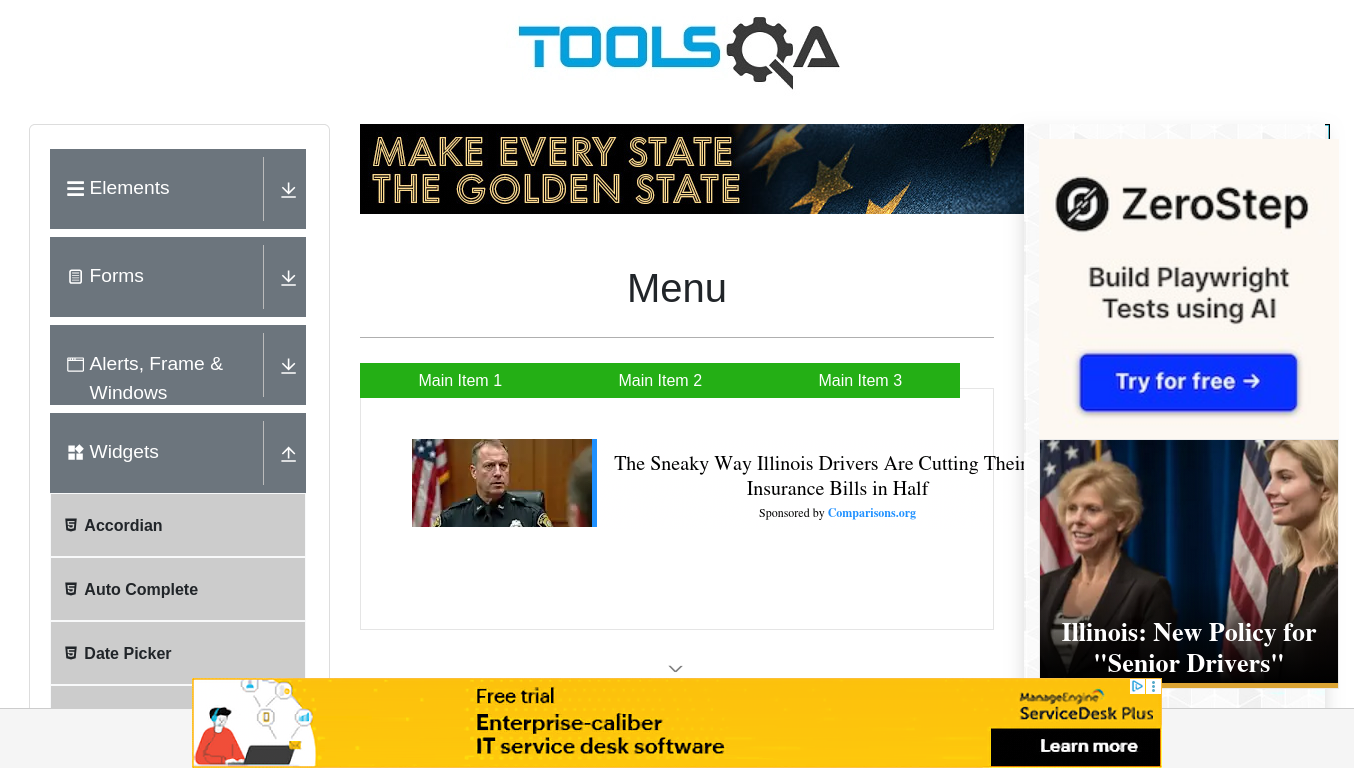 TOOLSQA
Elements
Forms
Alerts, Frame &
Windows
Widgets
Accordian
Auto Complete
Date Picker
MAKE EVERY STATE
THE GOLDEN STATE
Menu
Main Item 1
Main Item 2
Main Item 3
The Sneaky Way Illinois Drivers Are Cutting Their
Insurance Bills in Half
Sponsored by Comparisons.org
ZeroStep
Build Playwright
Tests using AI
Try for free →
Illinois: New Policy for
"Senior Drivers"
Free trial
Enterprise-caliber
IT service desk software
ManageEngine
ServiceDesk Plus
Learn more